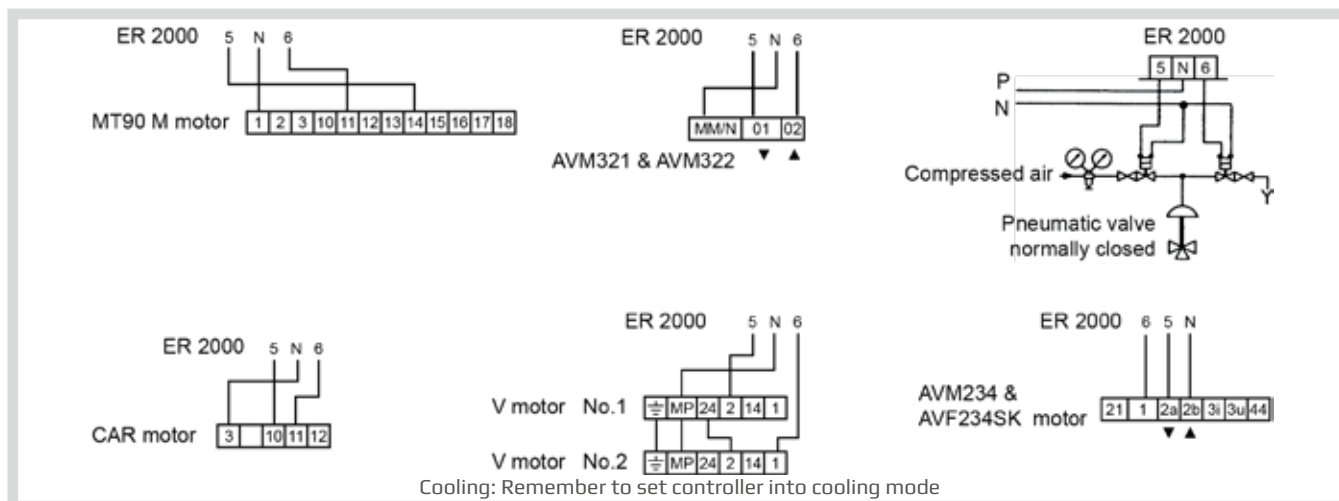 ER 2000 5 N 6
MT90 M motor 1 2 3 10 11 12 13 14 15 16 17 18
ER 2000 5 N 6
MM/N 01 02
AVM321 & AVM322 ▼ ▲
ER 2000
5 N 6
P
N
Compressed air
Y
Pneumatic valve
normally closed
ER 2000 5 N 6
CAR motor 3 10 11 12
ER 2000 5 N 6
V motor No.1 MP 24 2 14 1
V motor No.2 MP 24 2 14 1
ER 2000 6 5 N
AVM234 &
AVF234SK motor 21 1 2a 2b 3i 3u 44
▼ ▲
Cooling: Remember to set controller into cooling mode